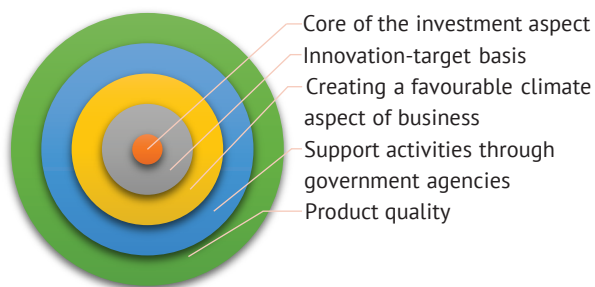 Core of the investment aspect
Innovation-target basis
Creating a favourable climate
aspect of business
Support activities through
government agencies
Product quality